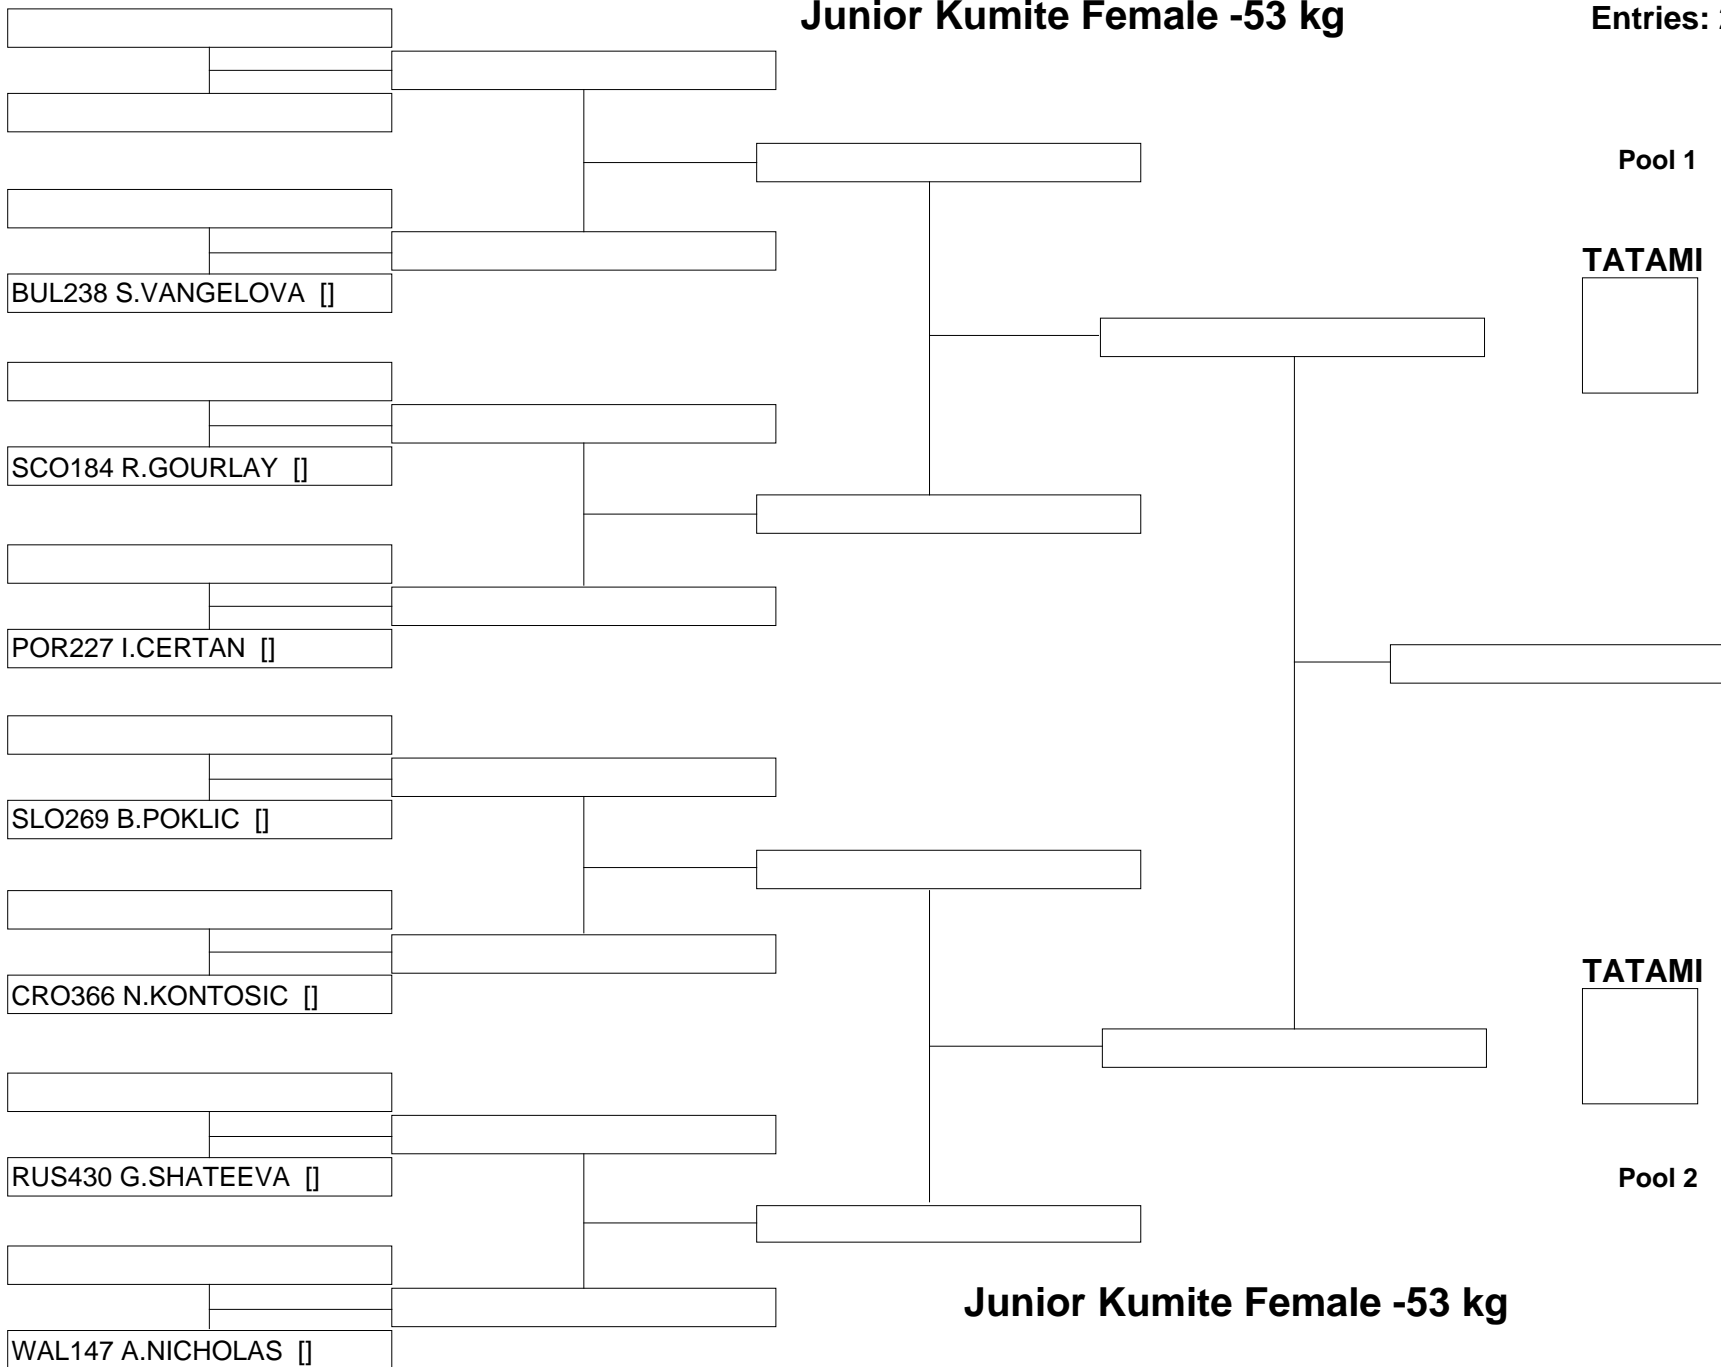 Junior Kumite Female -53 kg
Entries:
Pool 1
TATAMI
BUL238 S.VANGELOVA []
SCO184 R.GOURLAY []
POR227 I.CERTAN []
SLO269 B.POKLIC []
CRO366 N.KONTOSIC []
TATAMI
RUS430 G.SHATEEVA []
Pool 2
Junior Kumite Female -53 kg
WAL147 A.NICHOLAS []